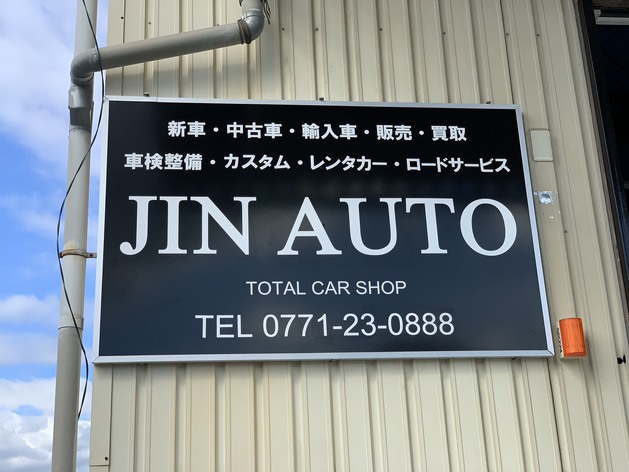 新車・中古車・輸入車・販売・買取
車検整備・カスタム・レンタカー・ロードサービス
JIN AUTO
TOTAL CAR SHOP
TEL 0771-23-0888